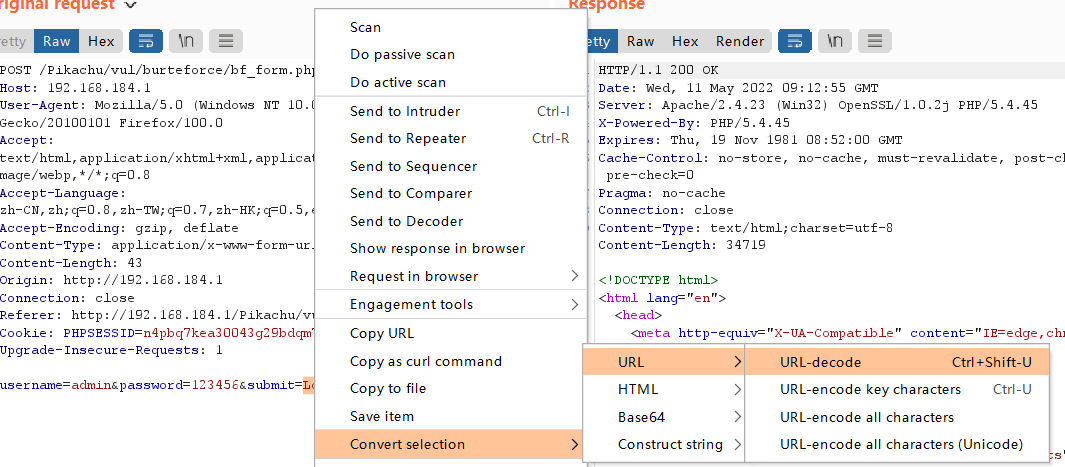 riginal request
etty Raw Hex \n
POST /Pikachu/vul/burteforce/bf_form.php
Host: 192.168.184.1
User-Agent: Mozilla/5.0 (Windows NT 10.0
Gecko/20100101 Firefox/100.0
Accept:
text/html,application/xhtml+xml,applicat
mage/webp,*/*;q=0.8
Accept-Language:
zh-CN,zh;q=0.8,zh-TW;q=0.7,zh-HK;q=0.5,e
Accept-Encoding: gzip, deflate
Content-Type: application/x-www-form-url
Content-Length: 43
Origin: http://192.168.184.1
Connection: close
Referer: http://192.168.184.1/Pikachu/vu
Cookie: PHPSESSID=n4pbq7kea30043g29bdqm
Upgrade-Insecure-Requests: 1
username=admin&password=123456&submit=Lo
Scan
Do passive scan
Do active scan
Send to Intruder Ctrl-I
Send to Repeater Ctrl-R
Send to Sequencer
Send to Comparer
Send to Decoder
Show response in browser
Request in browser
Engagement tools
Copy URL
Copy as curl command
Copy to file
Save item
Convert selection
URL
HTML
Base64
Construct string
URL-decode Ctrl+Shift-U
URL-encode key characters Ctrl-U
URL-encode all characters
URL-encode all characters (Unicode)
Response
etty Raw Hex Render \n
HTTP/1.1 200 OK
Date: Wed, 11 May 2022 09:12:55 GMT
Server: Apache/2.4.23 (Win32) OpenSSL/1.0.2j PHP/5.4.45
X-Powered-By: PHP/5.4.45
Expires: Thu, 19 Nov 1981 08:52:00 GMT
Cache-Control: no-store, no-cache, must-revalidate, post-ch
pre-check=0
Pragma: no-cache
Connection: close
Content-Type: text/html;charset=utf-8
Content-Length: 34719
<!DOCTYPE html>
<html lang="en">
<head>
<meta http-equiv="X-UA-Compatible" content="IE=edge,chr